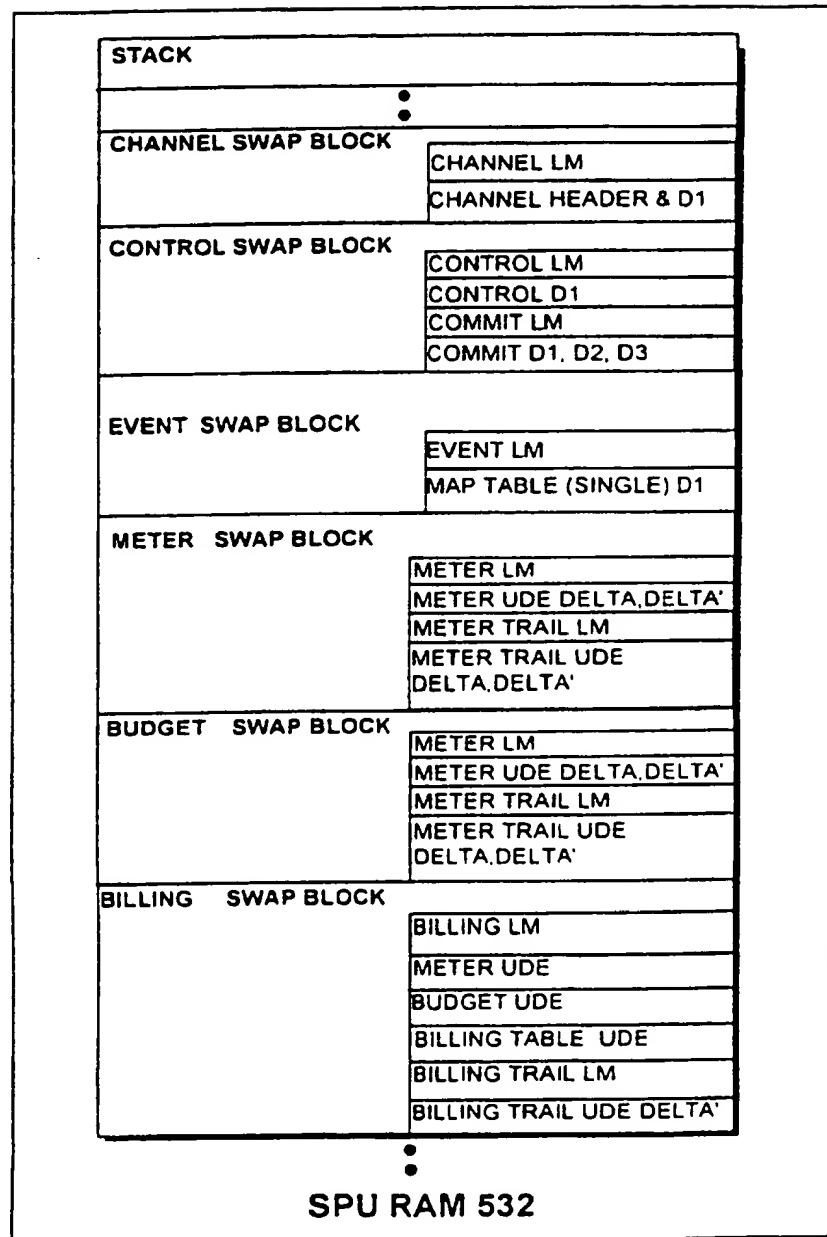 STACK
CHANNEL SWAP BLOCK
CHANNEL LM
CHANNEL HEADER & D1
CONTROL SWAP BLOCK
CONTROL LM
CONTROL D1
COMMIT LM
COMMIT D1, D2, D3
EVENT SWAP BLOCK
EVENT LM
MAP TABLE (SINGLE) D1
METER SWAP BLOCK
METER LM
METER UDE DELTA,DELTA'
METER TRAIL LM
METER TRAIL UDE
DELTA,DELTA'
BUDGET SWAP BLOCK
METER LM
METER UDE DELTA,DELTA'
METER TRAIL LM
METER TRAIL UDE
DELTA,DELTA'
BILLING SWAP BLOCK
BILLING LM
METER UDE
BUDGET UDE
BILLING TABLE UDE
BILLING TRAIL LM
BILLING TRAIL UDE DELTA'
SPU RAM 532